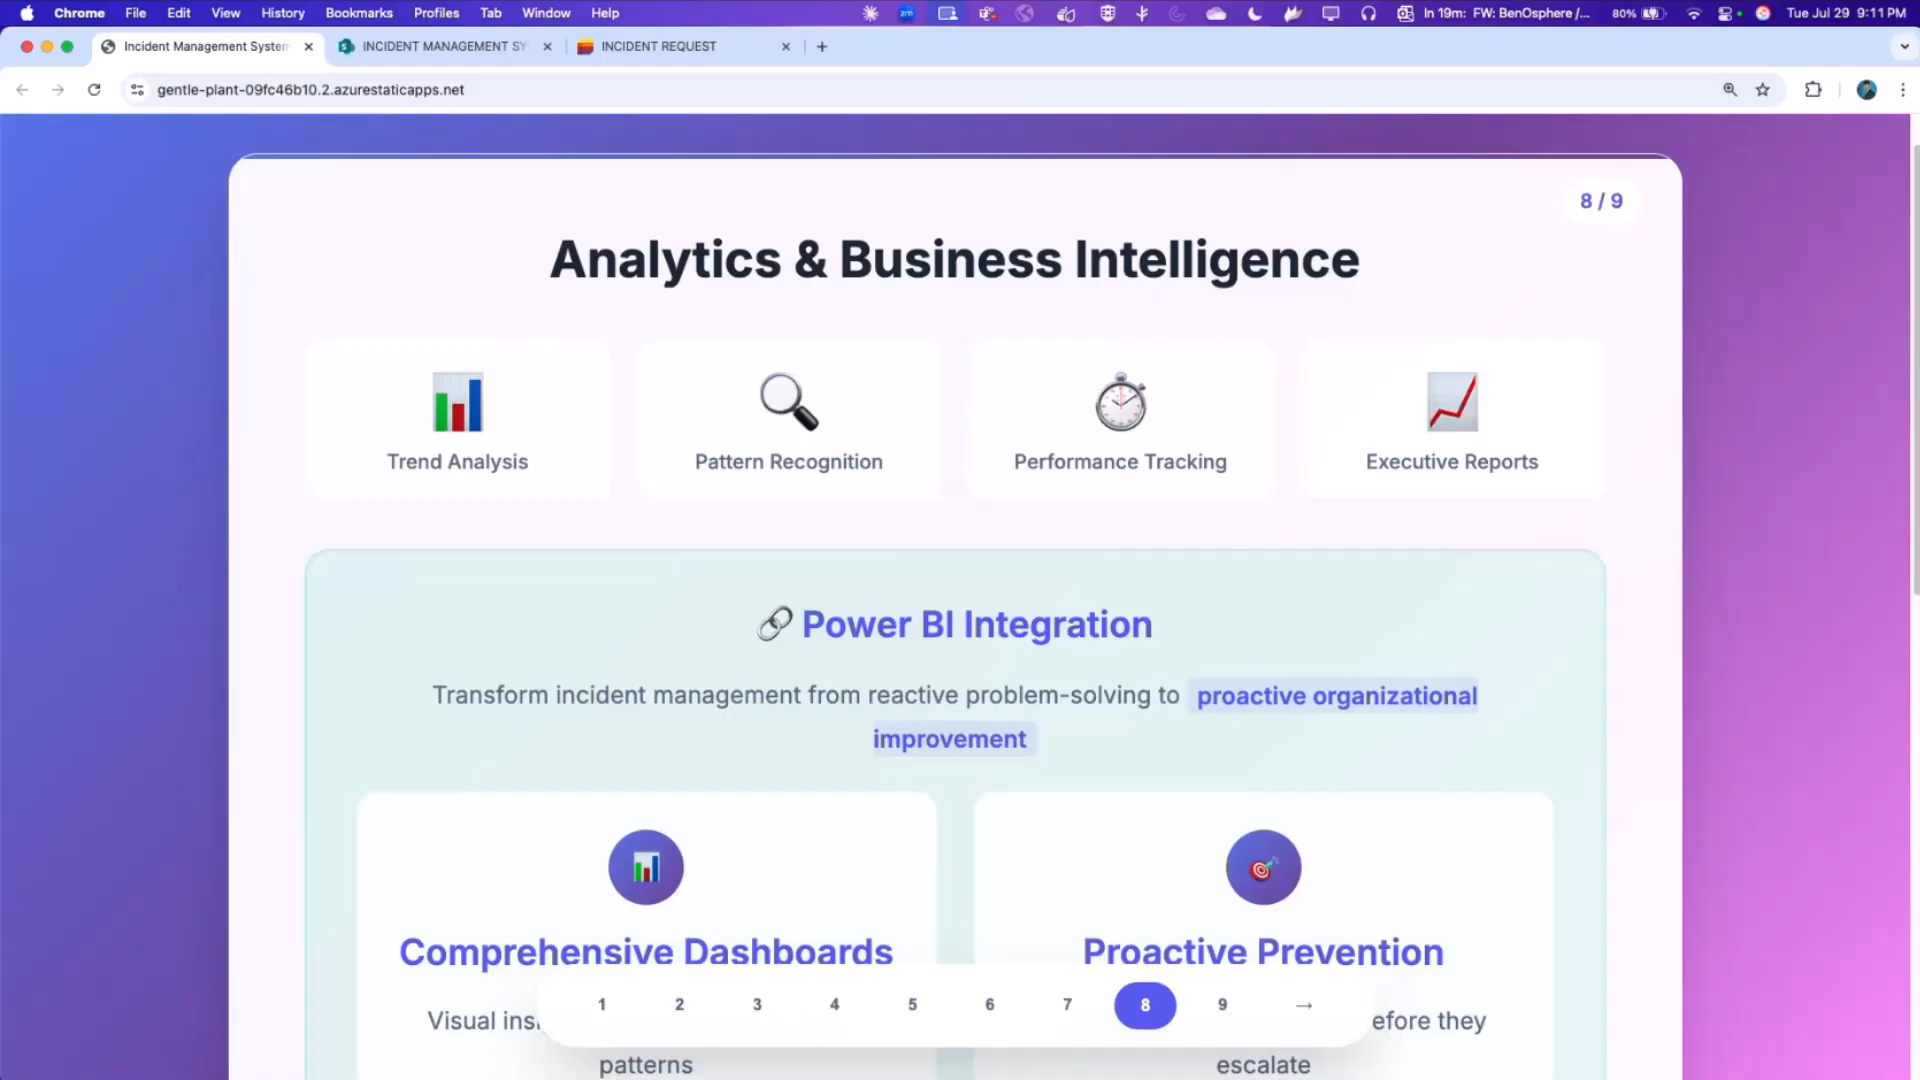 Chrome File Edit View History Bookmarks Profiles Tab Window Help
zm In 19m: FW: BenOsphere /... 80% Tue Jul 29 9:11 PM
Incident Management System
INCIDENT MANAGEMENT SY
INCIDENT REQUEST
gentle-plant-09fc46b10.2.azurestaticapps.net
8 / 9
Analytics & Business Intelligence
Trend Analysis
Pattern Recognition
Performance Tracking
Executive Reports
Power BI Integration
Transform incident management from reactive problem-solving to proactive organizational
improvement
Comprehensive Dashboards
Visual
patterns
Proactive Prevention
efore they
escalate
1 2 3 4 5 6 7 8 9 →